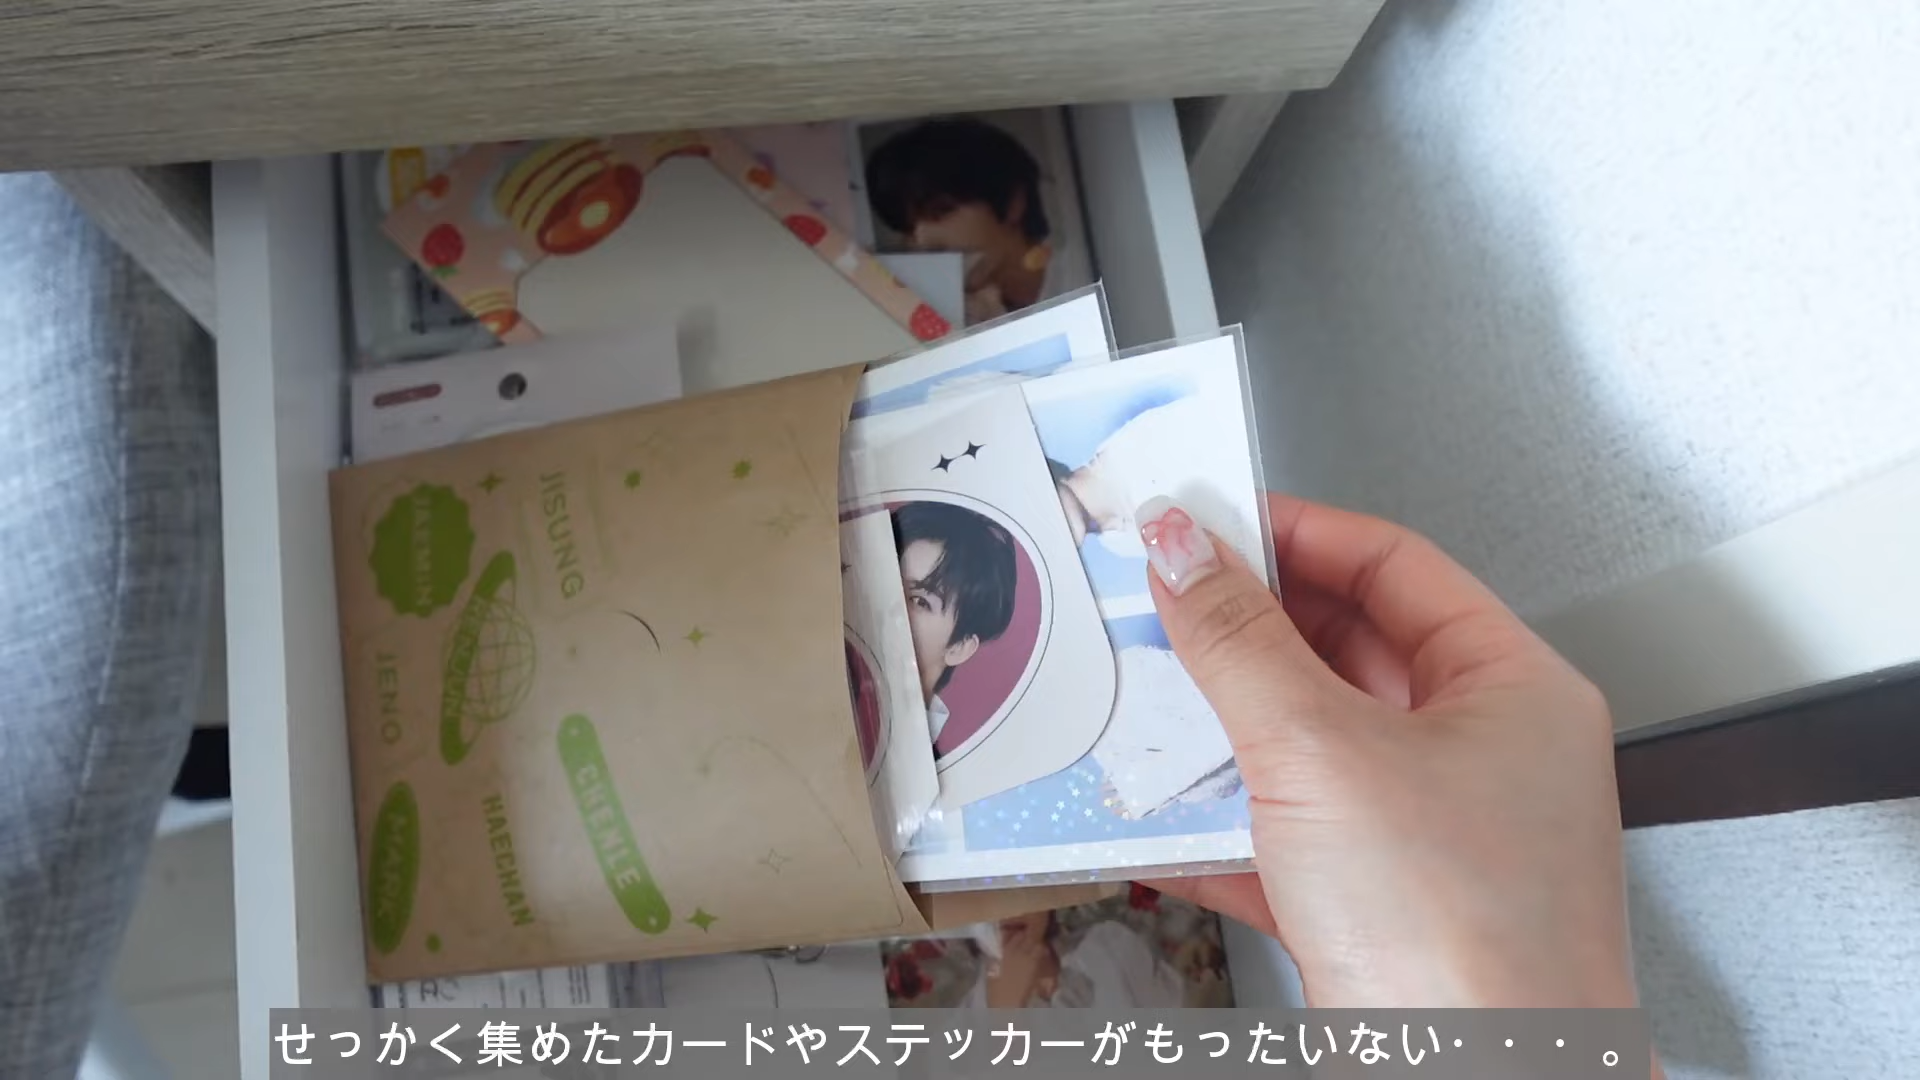 JISUNG
JAEMIN
RENJUN
JENO
CHENLE
HAECHAN
MARK
せっかく集めたカードやステッカーがもったいない・・・。